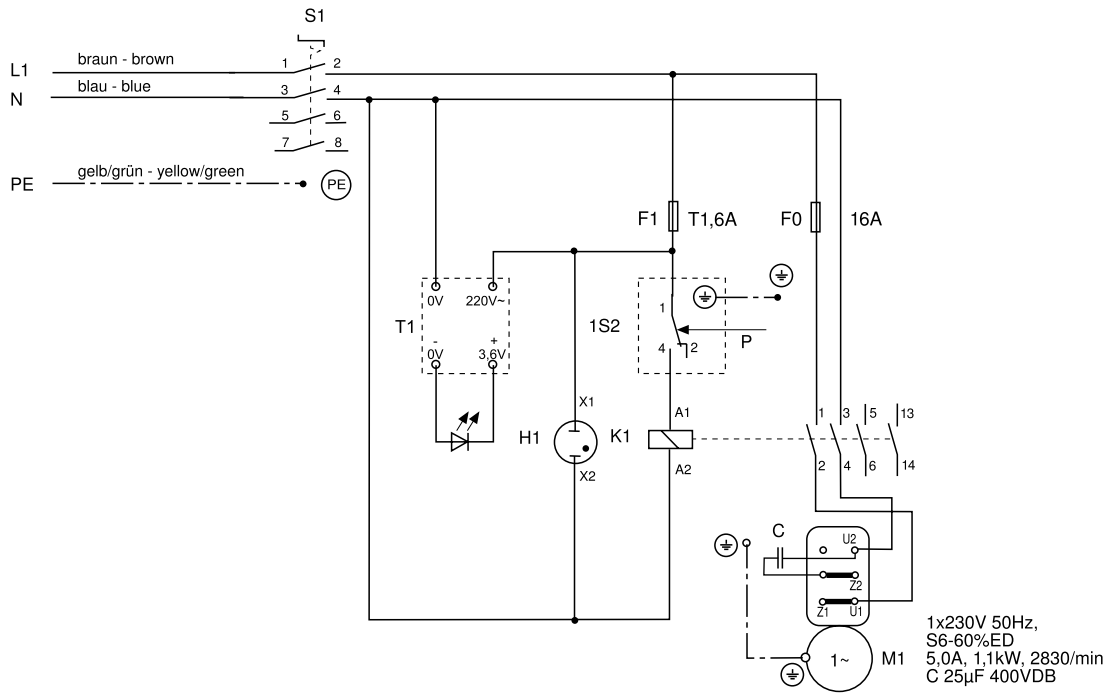 S1
L1
braun - brown
1
2
N
blau - blue
3
4
5
6
7
8
PE
gelb/grün - yellow/green
PE
F1
T1,6A
F0
16A
T1
0V
220V~
-
+
0V
3,6V
1S2
1
4
2
P
H1
X1
X2
K1
A1
A2
1
3
5
13
2
4
6
14
C
U2
Z2
Z1
U1
1~
M1
1x230V 50Hz,
S6-60%ED
5,0A, 1,1kW, 2830/min
C 25µF 400VDB